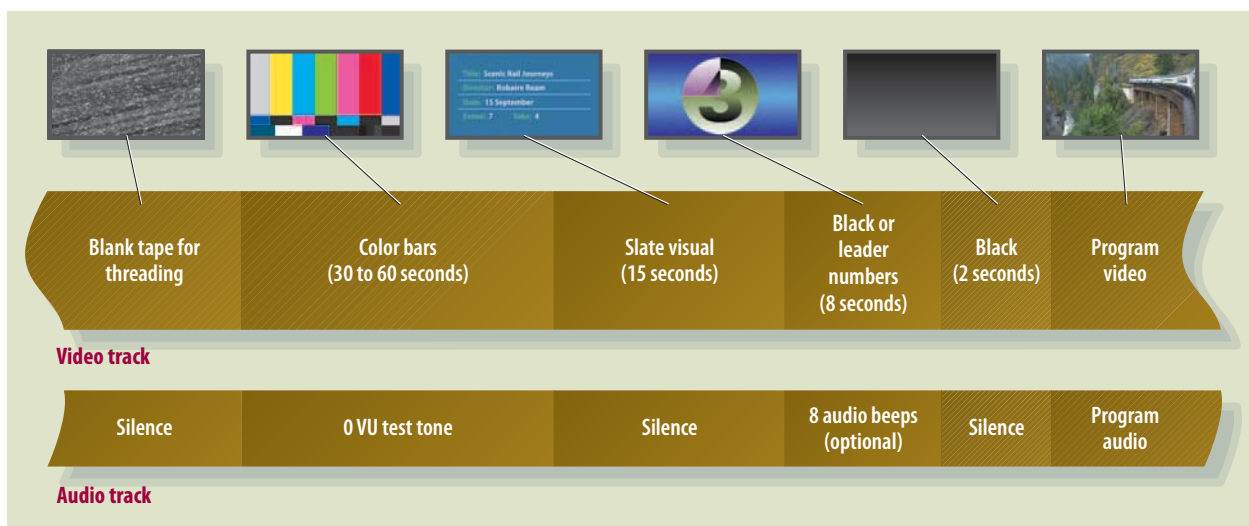 Title: Scenic Rail Journeys
Director: Robaire Ream
Date: 15 September
Scene: 7 Take: 4
3
Blank tape for
threading
Color bars
(30 to 60 seconds)
Slate visual
(15 seconds)
Black or
leader
numbers
(8 seconds)
Black
(2 seconds)
Program
video
Video track
Silence
0 VU test tone
Silence
8 audio beeps
(optional)
Silence
Program
audio
Audio track